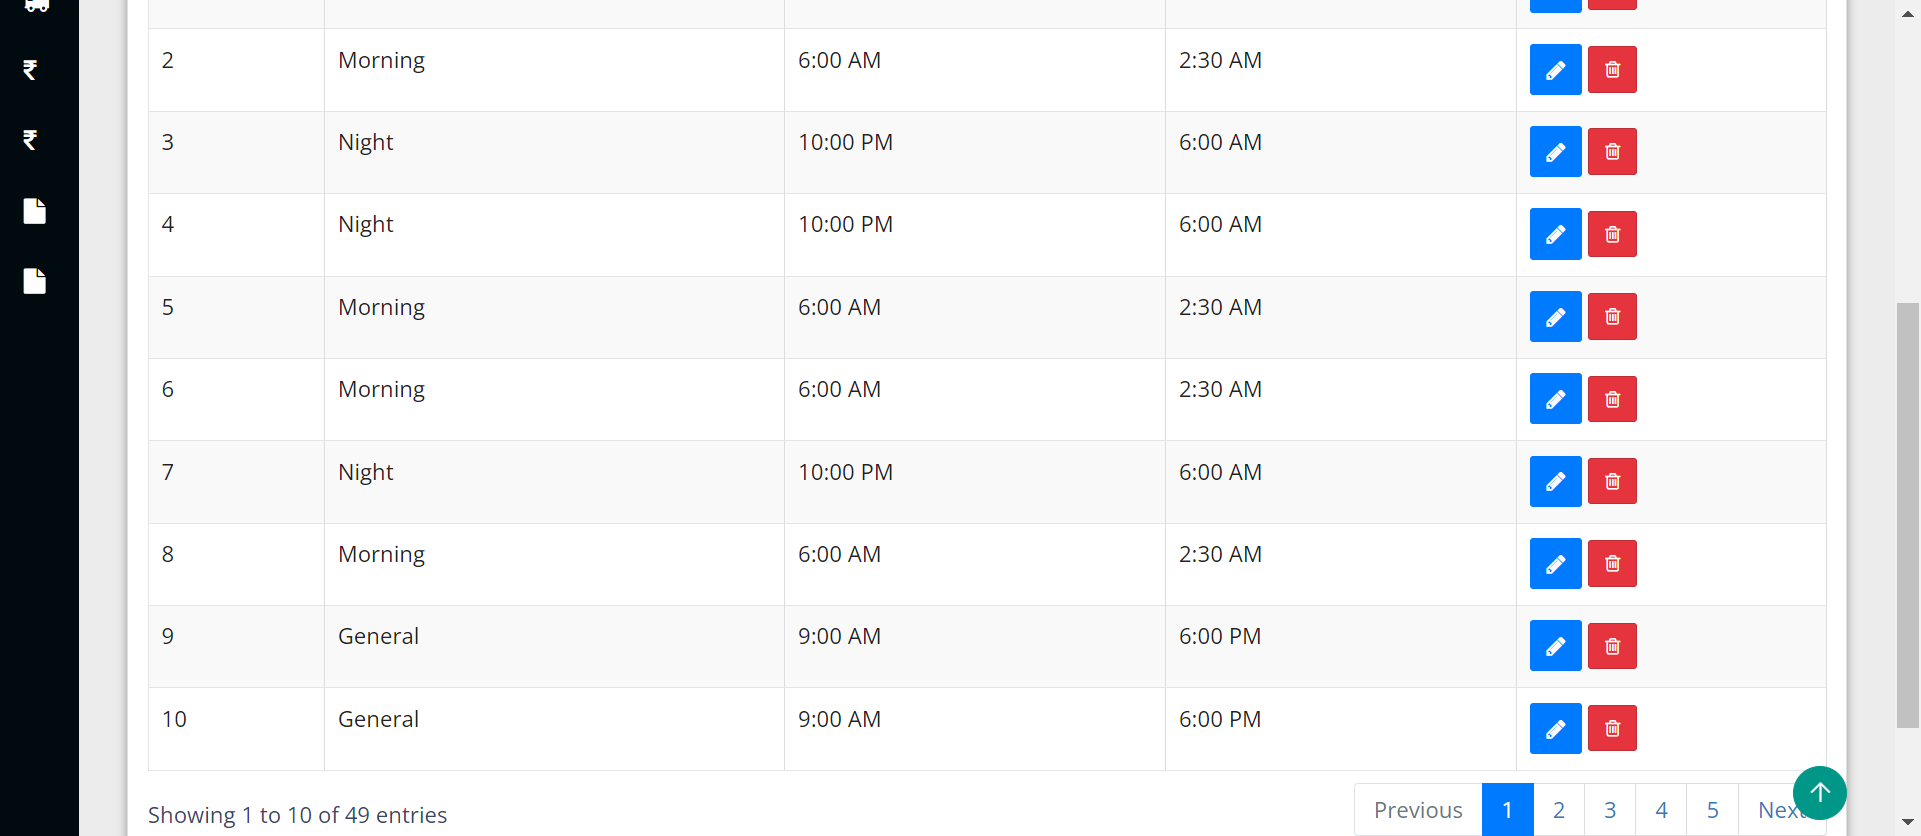 2 Morning 6:00 AM 2:30 AM
3 Night 10:00 PM 6:00 AM
4 Night 10:00 PM 6:00 AM
5 Morning 6:00 AM 2:30 AM
6 Morning 6:00 AM 2:30 AM
7 Night 10:00 PM 6:00 AM
8 Morning 6:00 AM 2:30 AM
9 General 9:00 AM 6:00 PM
10 General 9:00 AM 6:00 PM
Showing 1 to 10 of 49 entries
Previous 1 2 3 4 5 Next